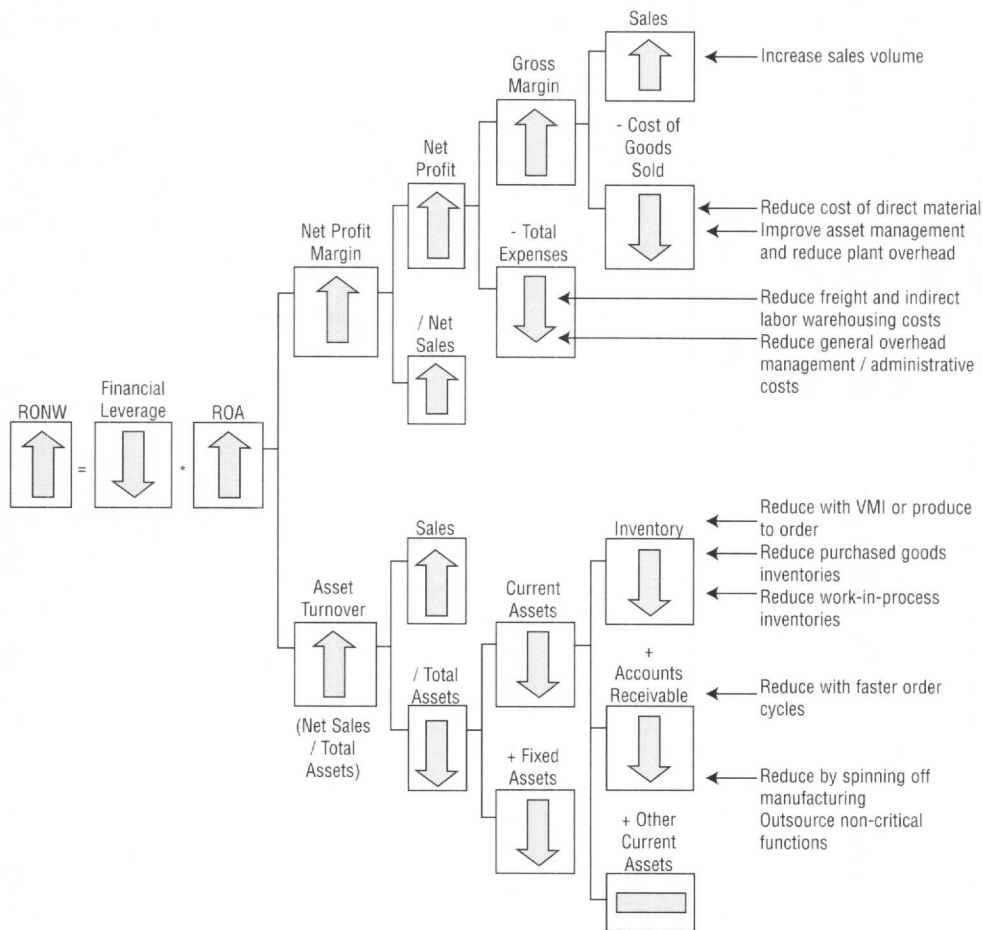 Sales
Increase sales volume
Gross
Margin
- Cost of
Goods
Sold
Net
Profit
Reduce cost of direct material
Improve asset management
and reduce plant overhead
Net Profit
Margin
- Total
Expenses
Reduce freight and indirect
labor warehousing costs
Reduce general overhead
management / administrative
costs
/ Net
Sales
RONW
=
Financial
Leverage
*
ROA
Sales
Inventory
Reduce with VMI or produce
to order
Reduce purchased goods
inventories
Reduce work-in-process
inventories
Asset
Turnover
(Net Sales
/ Total
Assets)
Current
Assets
/ Total
Assets
+
Accounts
Receivable
Reduce with faster order
cycles
+ Fixed
Assets
Reduce by spinning off
manufacturing
Outsource non-critical
functions
+ Other
Current
Assets